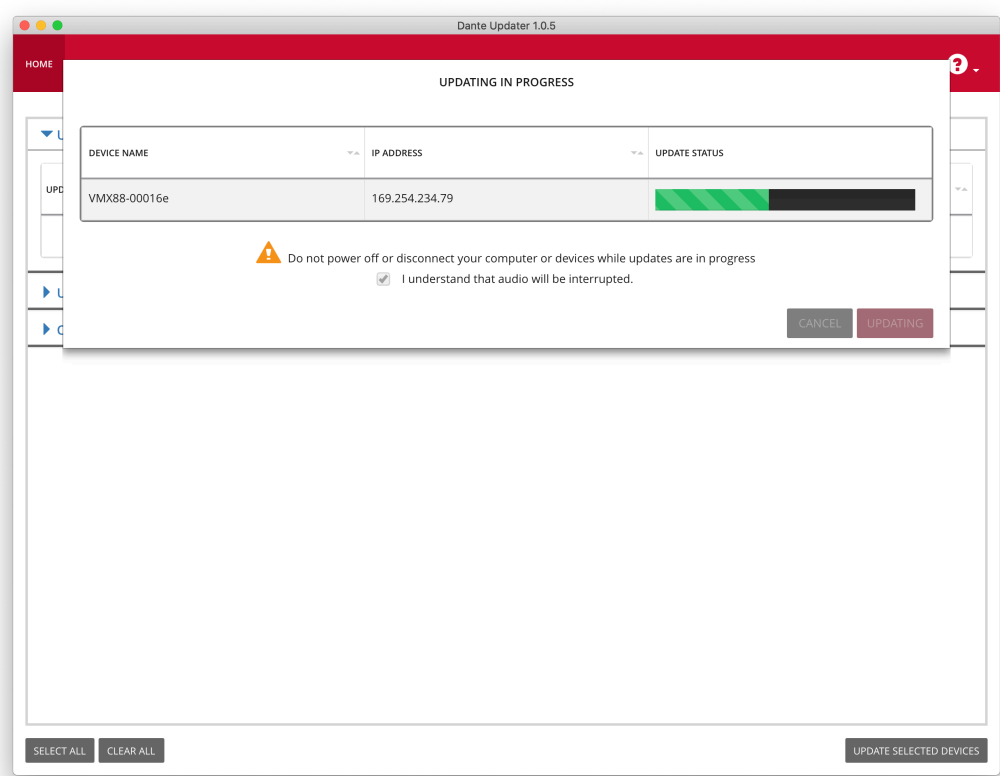 Dante Updater 1.0.5
HOME
?
UPDATING IN PROGRESS
DEVICE NAME IP ADDRESS UPDATE STATUS
VMX88-00016e 169.254.234.79
Do not power off or disconnect your computer or devices while updates are in progress
I understand that audio will be interrupted.
CANCEL UPDATING
SELECT ALL CLEAR ALL UPDATE SELECTED DEVICES